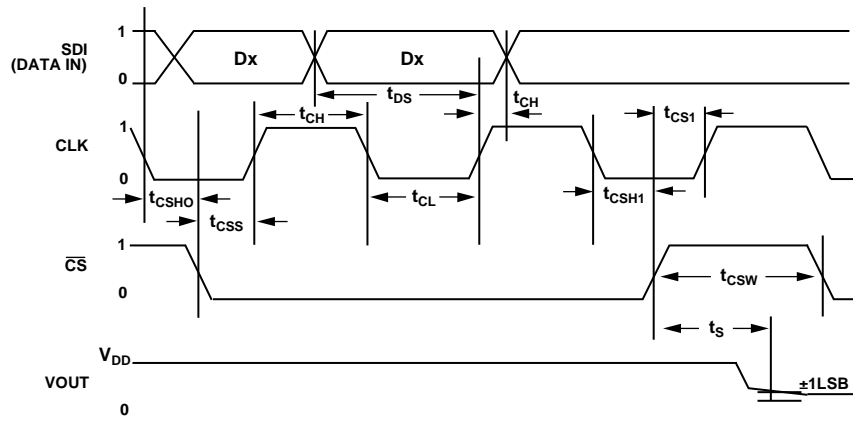 1
SDI
(DATA IN)
Dx
Dx
0
tDS
tCH
tCH
tCS1
1
CLK
0
tCSHO
tCSS
tCL
tCSH1
1
CS
0
tCSW
tS
VDD
VOUT
±1LSB
0